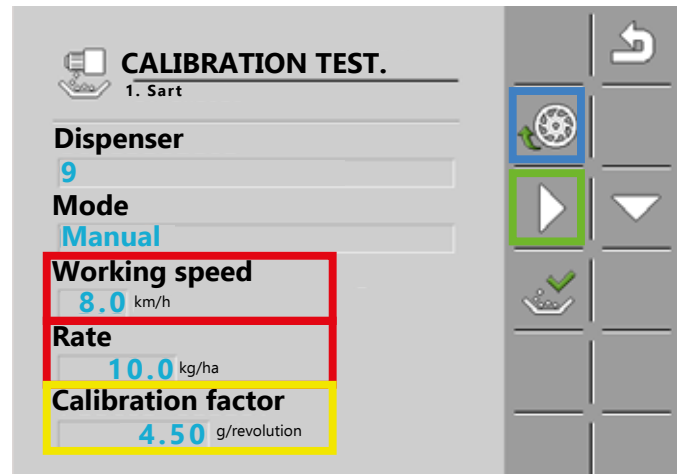 CALIBRATION TEST.
1. Sart
Dispenser
9
Mode
Manual
Working speed
8.0 km/h
Rate
10.0 kg/ha
Calibration factor
4.50 g/revolution